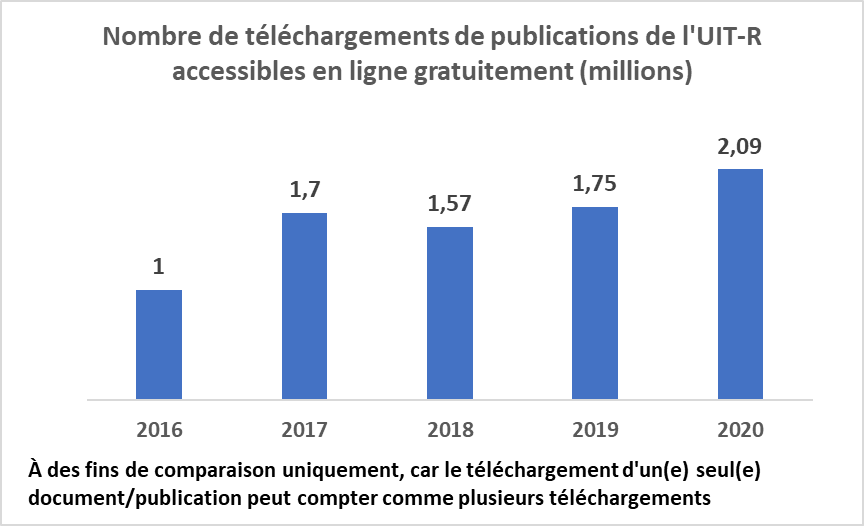 Nombre de téléchargements de publications de l'UIT-R
accessibles en ligne gratuitement (millions)
2,09
1,7
1,75
1,57
1
2016 2017 2018 2019 2020
À des fins de comparaison uniquement, car le téléchargement d'un(e) seul(e)
document/publication peut compter comme plusieurs téléchargements